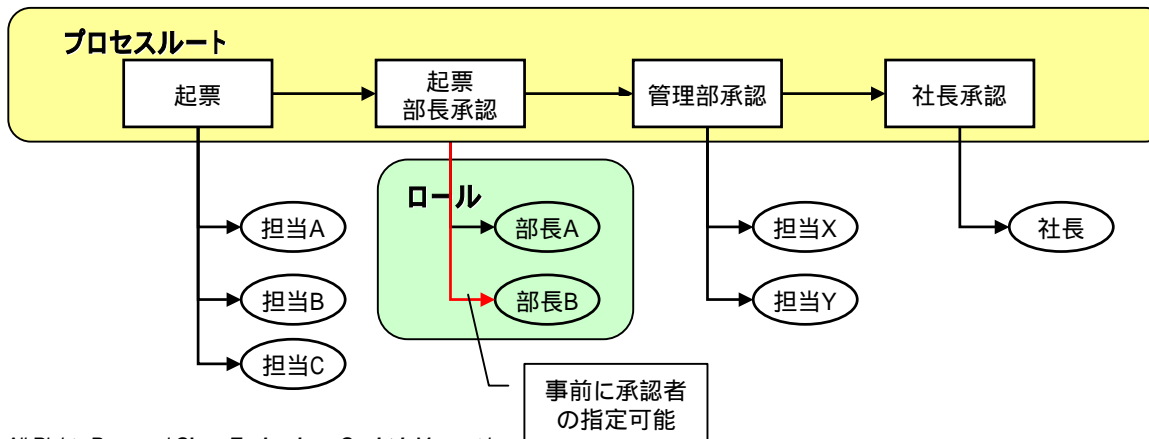 プロセスルート
起票
起票
部長承認
管理部承認
社長承認
ロール
担当A
部長A
担当X
社長
担当B
部長B
担当Y
担当C
事前に承認者
の指定可能